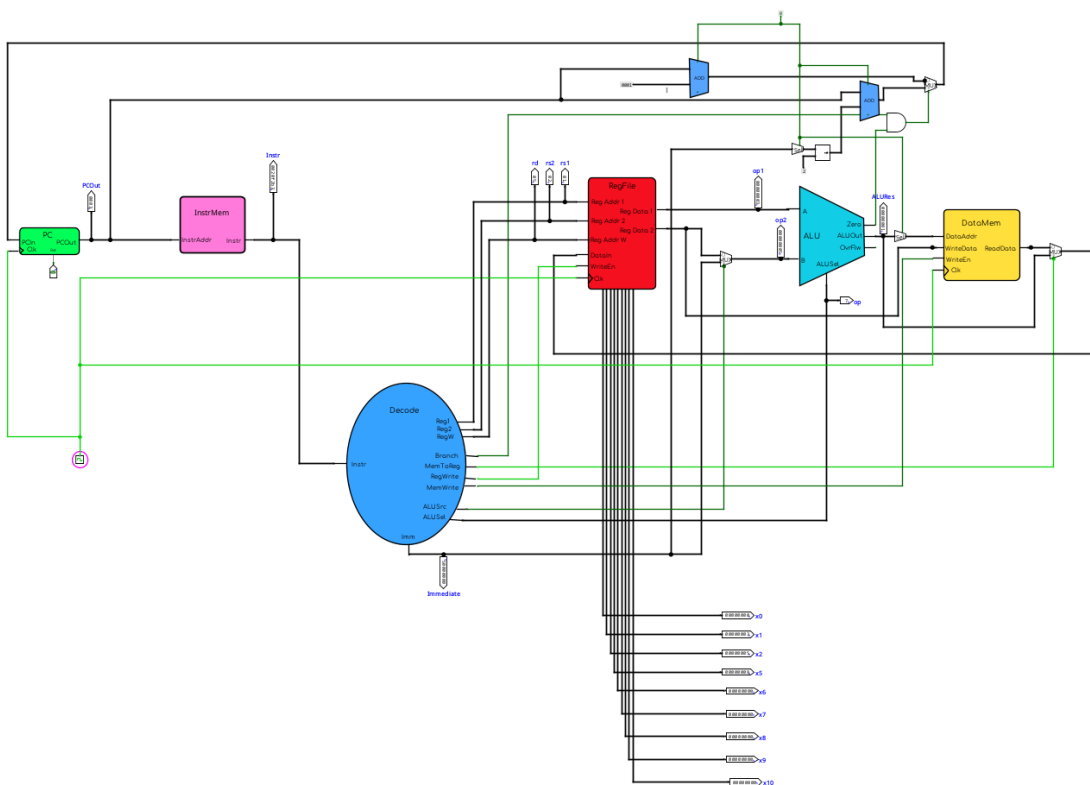 ADD
ADD
Instr
rd
rs2
rs1
op1
PCOut
RegFile
ALURes
InstrMem
op2
DataMem
Reg Addr 1
Reg Data 1
A
Reg Addr 2
Zero
PC
Reg Data 2
ALU
ALUOut
DataAddr
PCIn
PCOut
InstrAddr
Instr
Reg Addr W
OvrFlw
WriteData
ReadData
Clk
DataIn
B
WriteEn
WriteEn
ALUSel
Clk
Clk
op
Decode
Reg1
Reg2
RegW
Branch
Instr
MemToReg
RegWrite
MemWrite
ALUSrc
ALUSel
Imm
Immediate
x0
x1
x2
x5
x6
x7
x8
x9
x10